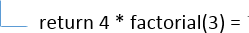 return 4 * factorial(3) =